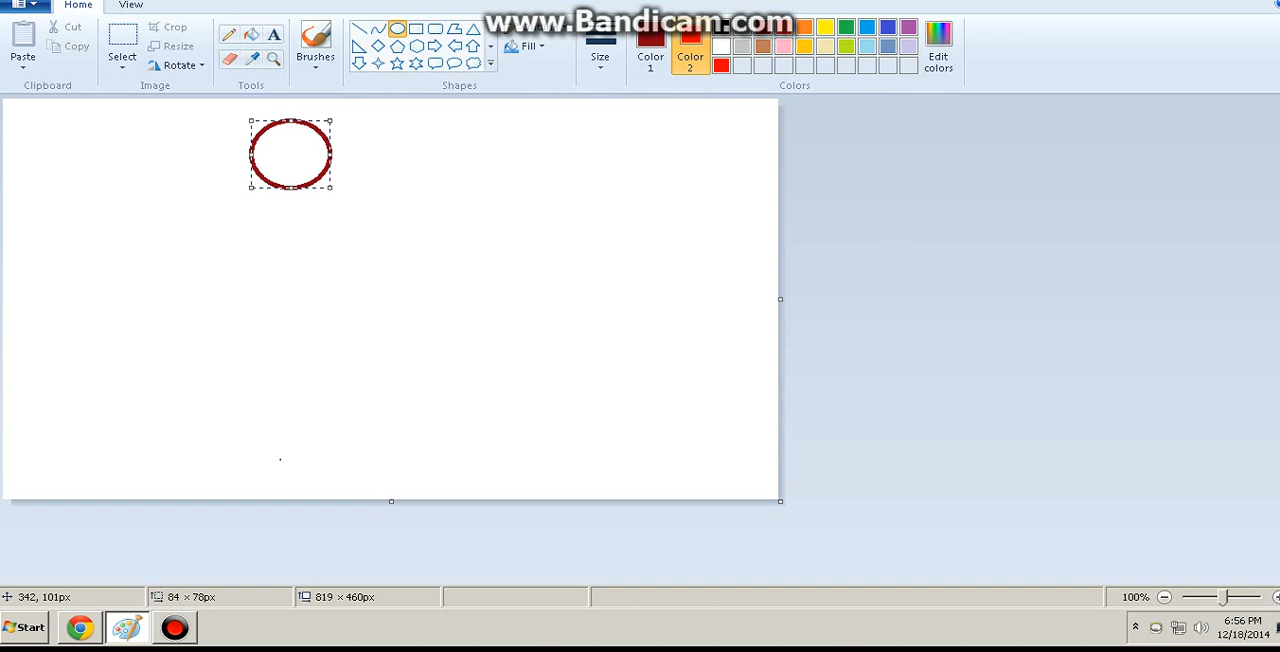 Home View
www.Bandicam.com
Cut
Copy
Paste
Clipboard
Crop
Resize
Rotate
Select
Image
A
Tools
Brushes
Fill
Shapes
Size
Color 1
Color 2
Edit colors
Colors
342, 101px 84 × 78px 819 × 460px 100%
Start
6:56 PM
12/18/2014